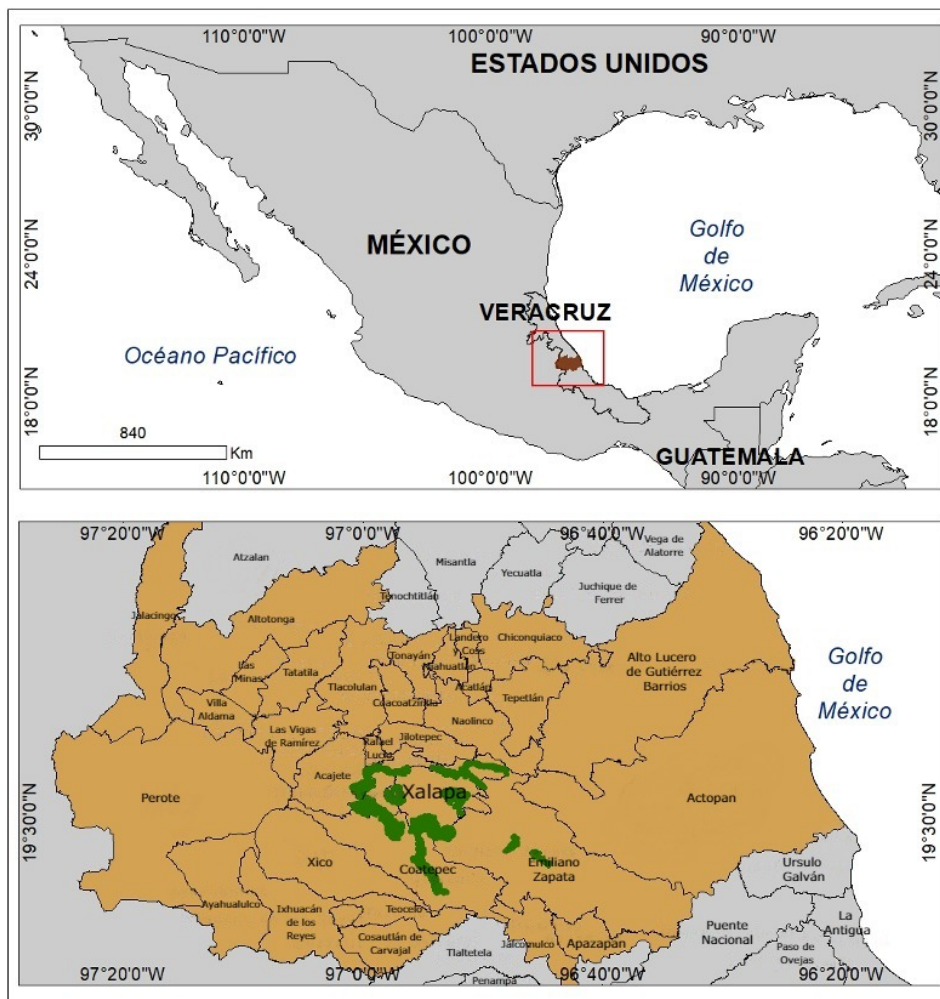 110°0'0"W 100°0'0"W 90°0'0"W
ESTADOS UNIDOS
30°0'0"N
30°0'0"N
24°0'0"N
24°0'0"N
18°0'0"N
18°0'0"N
MÉXICO
Golfo
de
México
VERACRUZ
Océano Pacífico
GUATEMALA
840
Km
110°0'0"W 100°0'0"W 90°0'0"W
97°20'0"W 97°0'0"W 96°40'0"W 96°20'0"W
Vega de
Alatorre
Atzalan
Misantla
Yecuatla
Juchique de
Ferrer
Tenochtitlán
Jalacingo
Altotonga
Landero
y Coss
Chiconquiaco
Tonayán
Miahuatlán
Alto Lucero
de Gutiérrez
Barrios
Golfo
de
México
Las
Minas
Tatatila
Tlacolulan
Acatlán
Tepetlán
Villa
Aldama
Coacoatzintla
Naolinco
Las Vigas
de Ramírez
Rafael
Lucio
Jilotepec
Acajete
Xalapa
Perote
Actopan
19°30'0"N
19°30'0"N
Xico
Coatepec
Emiliano
Zapata
Ursulo
Galván
Ayahualulco
Ixhuacán
de los
Reyes
Teocelo
Cosautlán de
Carvajal
Tlaltetela
Jalcomulco
Apazapan
Puente
Nacional
La
Antigua
Paso de
Ovejas
Penampa
97°20'0"W 97°0'0"W 96°40'0"W 96°20'0"W